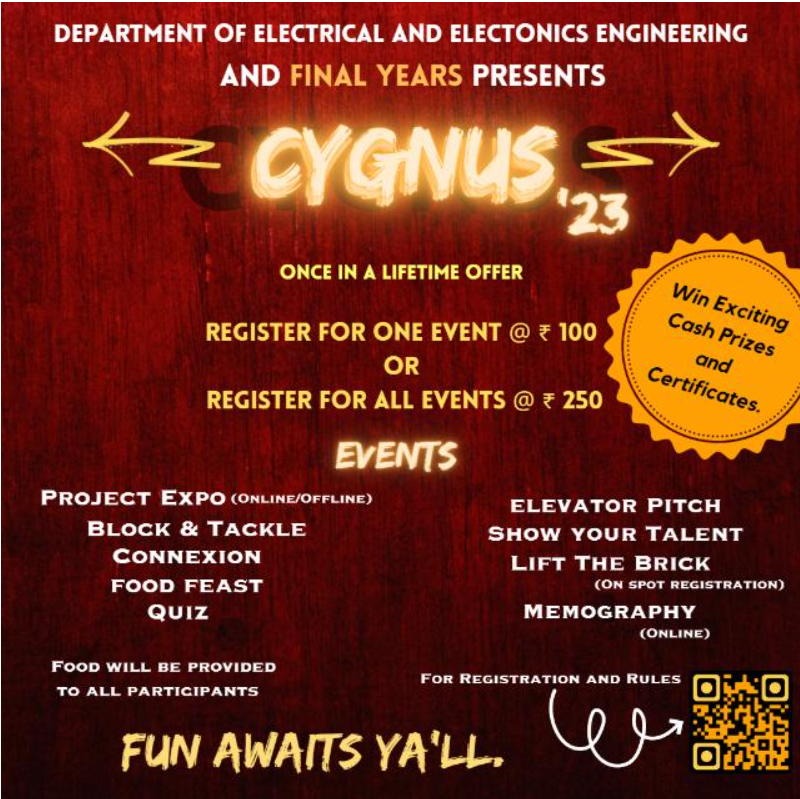 DEPARTMENT OF ELECTRICAL AND ELECTONICS ENGINEERING
AND FINAL YEARS PRESENTS
CYGNUS
'23
ONCE IN A LIFETIME OFFER
REGISTER FOR ONE EVENT @ ₹ 100
OR
REGISTER FOR ALL EVENTS @ ₹ 250
Win Exciting
Cash Prizes
and
Certificates.
EVENTS
PROJECT EXPO (ONLINE/OFFLINE)
BLOCK & TACKLE
CONNEXION
FOOD FEAST
QUIZ
ELEVATOR PITCH
SHOW YOUR TALENT
LIFT THE BRICK
(ON SPOT REGISTRATION)
MEMOGRAPHY
(ONLINE)
FOOD WILL BE PROVIDED
TO ALL PARTICIPANTS
FOR REGISTRATION AND RULES
FUN AWAITS YA'LL.